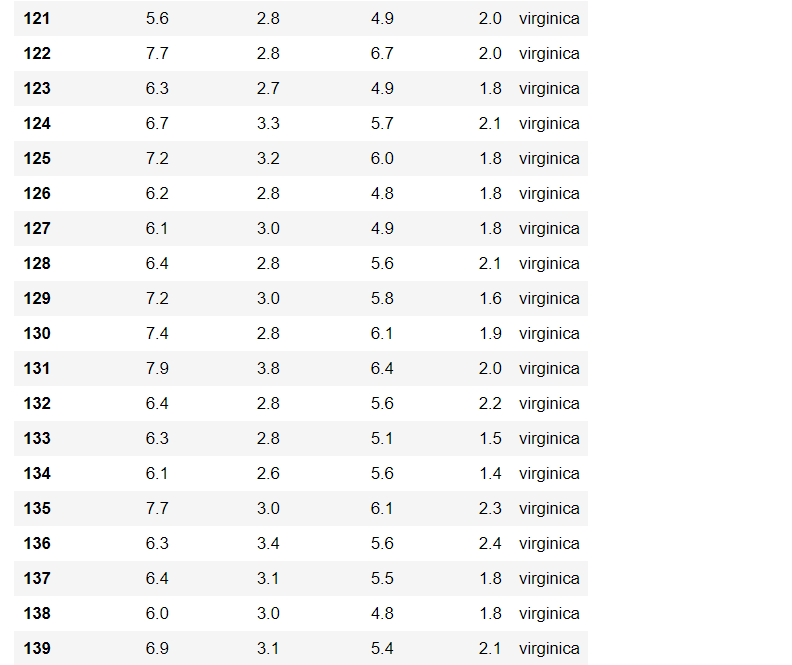 121 5.6 2.8 4.9 2.0 virginica
122 7.7 2.8 6.7 2.0 virginica
123 6.3 2.7 4.9 1.8 virginica
124 6.7 3.3 5.7 2.1 virginica
125 7.2 3.2 6.0 1.8 virginica
126 6.2 2.8 4.8 1.8 virginica
127 6.1 3.0 4.9 1.8 virginica
128 6.4 2.8 5.6 2.1 virginica
129 7.2 3.0 5.8 1.6 virginica
130 7.4 2.8 6.1 1.9 virginica
131 7.9 3.8 6.4 2.0 virginica
132 6.4 2.8 5.6 2.2 virginica
133 6.3 2.8 5.1 1.5 virginica
134 6.1 2.6 5.6 1.4 virginica
135 7.7 3.0 6.1 2.3 virginica
136 6.3 3.4 5.6 2.4 virginica
137 6.4 3.1 5.5 1.8 virginica
138 6.0 3.0 4.8 1.8 virginica
139 6.9 3.1 5.4 2.1 virginica